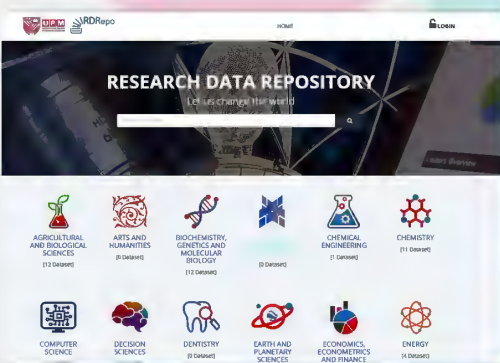 UPM
RDRepo
HOME
LOGIN
RESEARCH DATA REPOSITORY
Let us change the world
AGRICULTURAL
AND BIOLOGICAL
SCIENCES
[12 Dataset]
ARTS AND
HUMANITIES
[0 Dataset]
BIOCHEMISTRY,
GENETICS AND
MOLECULAR
BIOLOGY
[12 Dataset]
[0 Dataset]
CHEMICAL
ENGINEERING
[1 Dataset]
CHEMISTRY
[11 Dataset]
COMPUTER
SCIENCE
DECISION
SCIENCES
DENTISTRY
[0 Dataset]
EARTH AND
PLANETARY
SCIENCES
ECONOMICS,
ECONOMETRICS
AND FINANCE
ENERGY
[4 Dataset]